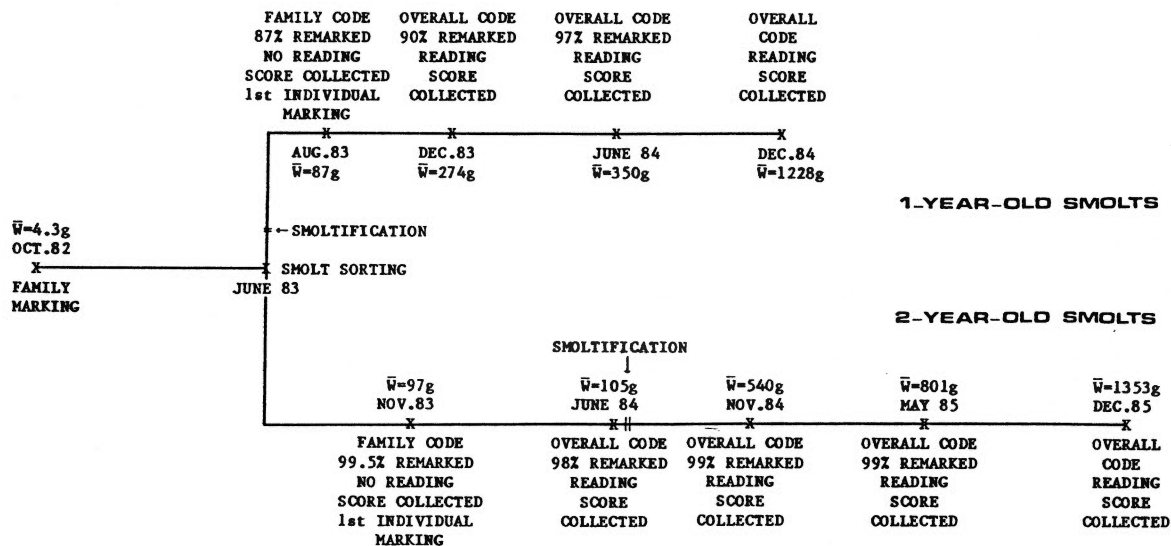 FAMILY CODE
87% REMARKED
NO READING
SCORE COLLECTED
1st INDIVIDUAL
MARKING
OVERALL CODE
90% REMARKED
READING
SCORE
COLLECTED
OVERALL CODE
97% REMARKED
READING
SCORE
COLLECTED
OVERALL
CODE
READING
SCORE
COLLECTED
AUG.83
W̄=87g
DEC.83
W̄=274g
JUNE 84
W̄=350g
DEC.84
W̄=1228g
1-YEAR-OLD SMOLTS
W̄=4.3g
OCT.82
FAMILY
MARKING
←SMOLTIFICATION
SMOLT SORTING
JUNE 83
2-YEAR-OLD SMOLTS
SMOLTIFICATION
W̄=97g
NOV.83
W̄=105g
JUNE 84
W̄=540g
NOV.84
W̄=801g
MAY 85
W̄=1353g
DEC.85
FAMILY CODE
99.5% REMARKED
NO READING
SCORE COLLECTED
1st INDIVIDUAL
MARKING
OVERALL CODE
98% REMARKED
READING
SCORE
COLLECTED
OVERALL CODE
99% REMARKED
READING
SCORE
COLLECTED
OVERALL CODE
99% REMARKED
READING
SCORE
COLLECTED
OVERALL
CODE
READING
SCORE
COLLECTED